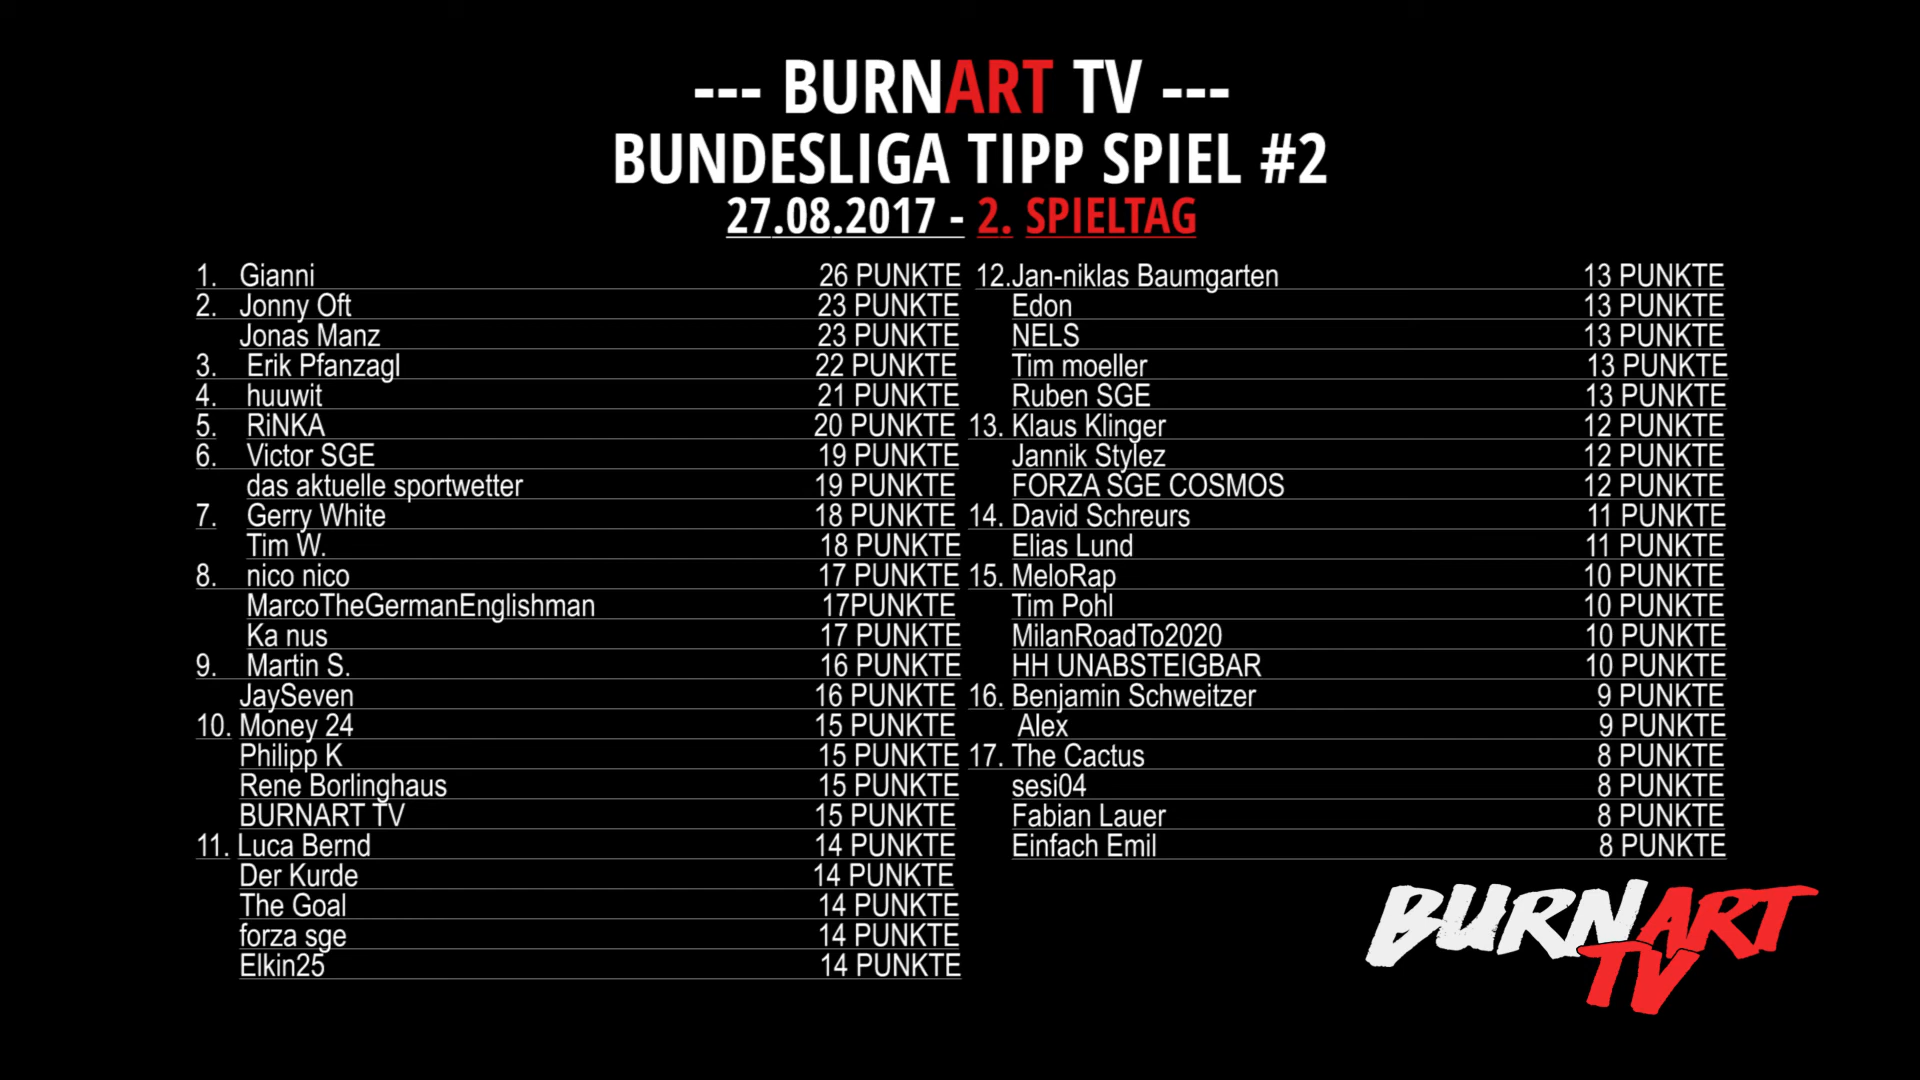 --- BURNART TV ---
BUNDESLIGA TIPP SPIEL #2
27.08.2017 - 2. SPIELTAG
1. Gianni 26 PUNKTE
2. Jonny Oft 23 PUNKTE
Jonas Manz 23 PUNKTE
3. Erik Pfanzagl 22 PUNKTE
4. huuwit 21 PUNKTE
5. RiNKA 20 PUNKTE
6. Victor SGE 19 PUNKTE
das aktuelle sportwetter 19 PUNKTE
7. Gerry White 18 PUNKTE
Tim W. 18 PUNKTE
8. nico nico 17 PUNKTE
MarcoTheGermanEnglishman 17PUNKTE
Ka nus 17 PUNKTE
9. Martin S. 16 PUNKTE
JaySeven 16 PUNKTE
10. Money 24 15 PUNKTE
Philipp K 15 PUNKTE
Rene Borlinghaus 15 PUNKTE
BURNART TV 15 PUNKTE
11. Luca Bernd 14 PUNKTE
Der Kurde 14 PUNKTE
The Goal 14 PUNKTE
forza sge 14 PUNKTE
Elkin25 14 PUNKTE
12.Jan-niklas Baumgarten 13 PUNKTE
Edon 13 PUNKTE
NELS 13 PUNKTE
Tim moeller 13 PUNKTE
Ruben SGE 13 PUNKTE
13. Klaus Klinger 12 PUNKTE
Jannik Stylez 12 PUNKTE
FORZA SGE COSMOS 12 PUNKTE
14. David Schreurs 11 PUNKTE
Elias Lund 11 PUNKTE
15. MeloRap 10 PUNKTE
Tim Pohl 10 PUNKTE
MilanRoadTo2020 10 PUNKTE
HH UNABSTEIGBAR 10 PUNKTE
16. Benjamin Schweitzer 9 PUNKTE
Alex 9 PUNKTE
17. The Cactus 8 PUNKTE
sesi04 8 PUNKTE
Fabian Lauer 8 PUNKTE
Einfach Emil 8 PUNKTE
BURNART
TV